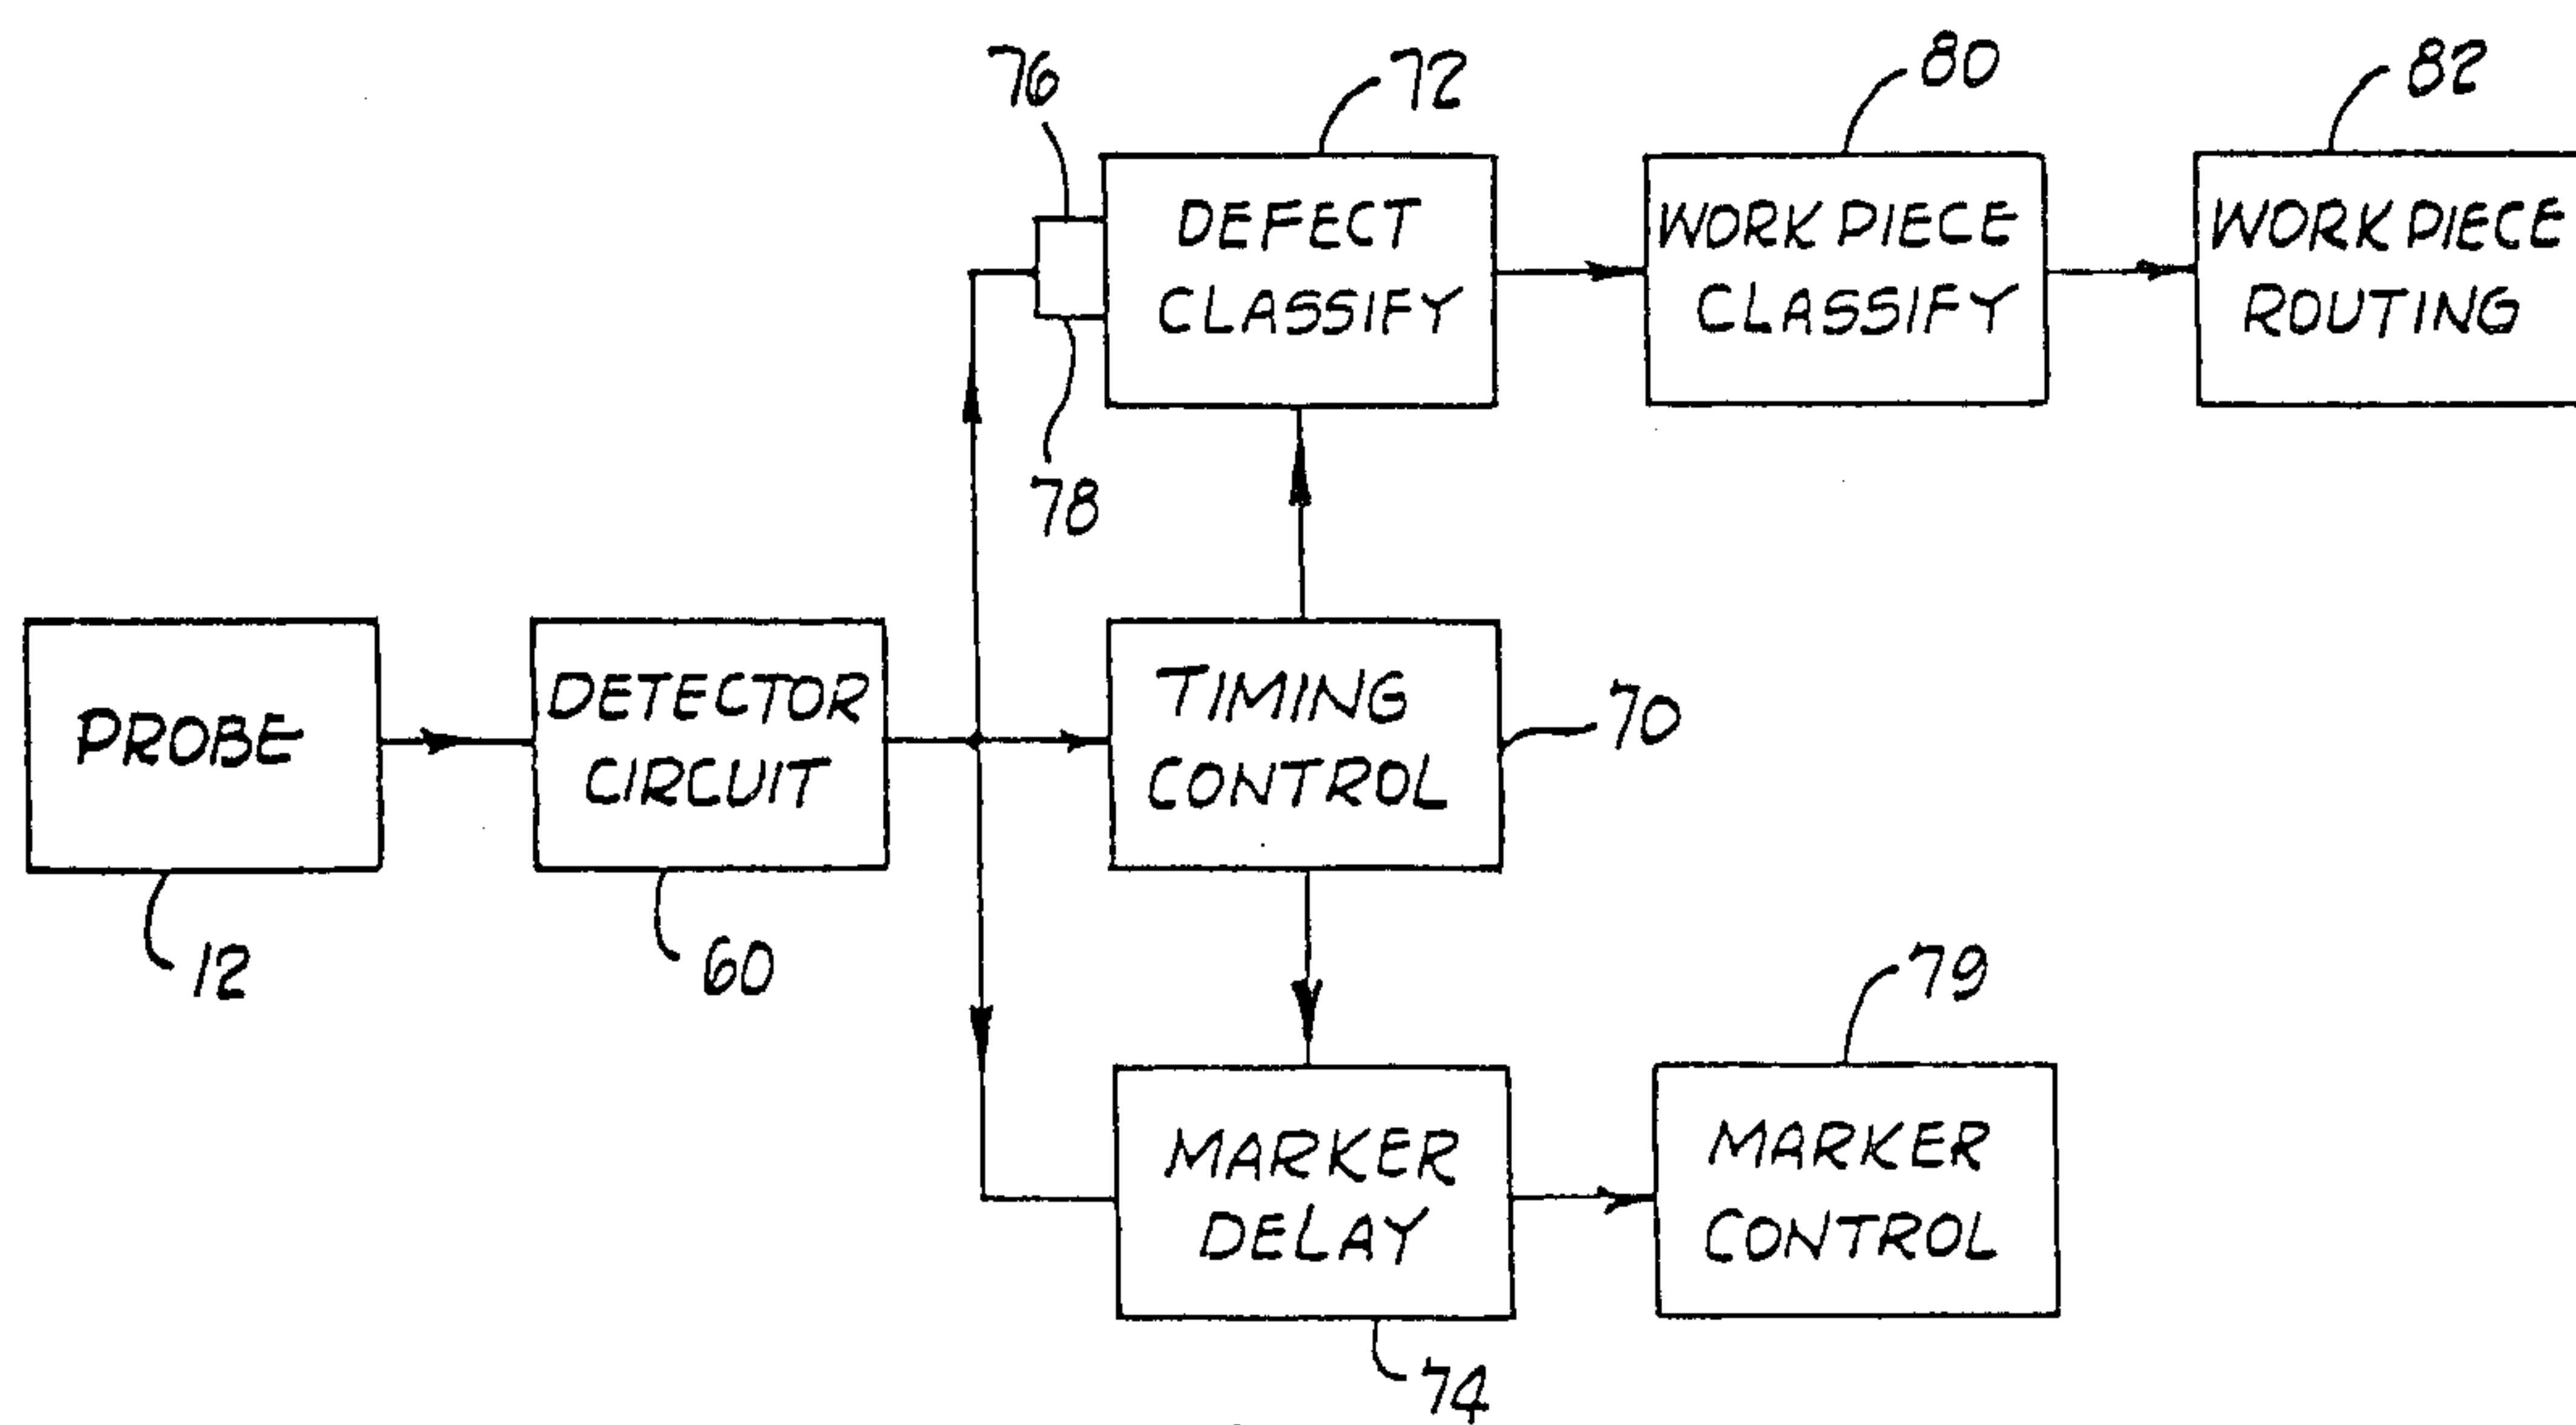 76
72
80
82
DEFECT
CLASSIFY
WORK PIECE
CLASSIFY
WORK PIECE
ROUTING
78
PROBE
DETECTOR
CIRCUIT
TIMING
CONTROL
70
12
60
79
MARKER
DELAY
MARKER
CONTROL
74